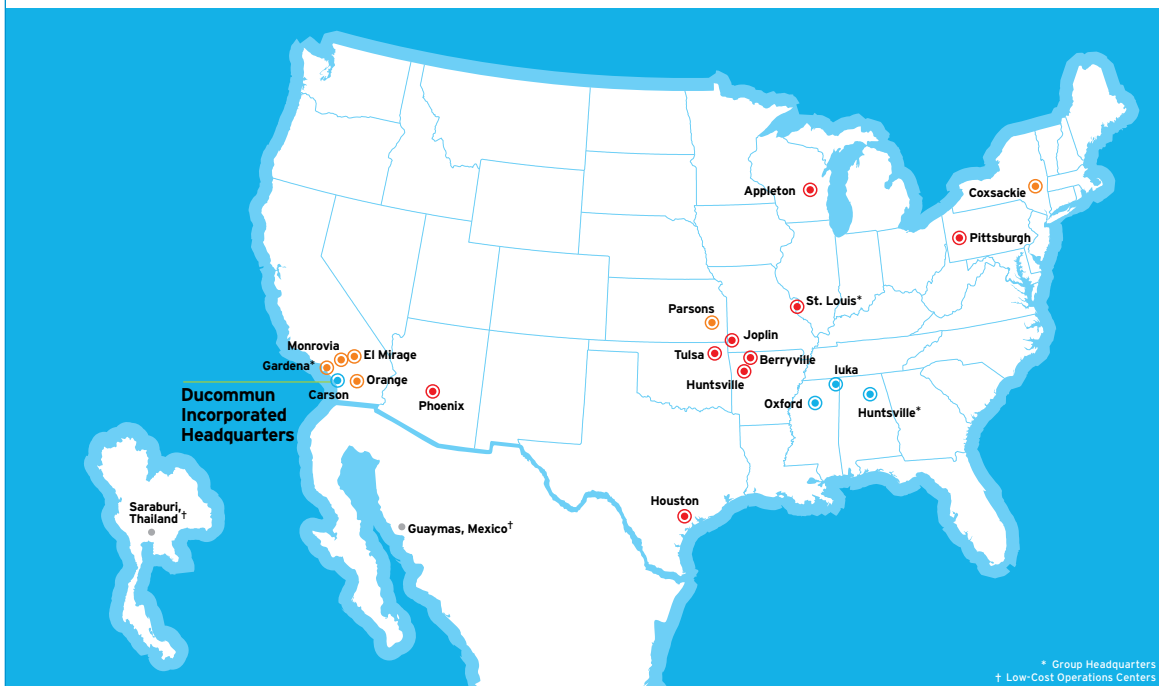 Appleton
Coxsackie
Pittsburgh
St. Louis*
Parsons
Joplin
Monrovia
El Mirage
Tulsa
Berryville
Gardena*
Iuka
Huntsville
Orange
Carson
Ducommun
Incorporated
Headquarters
Phoenix
Oxford
Huntsville*
Houston
Saraburi,
Thailand†
Guaymas, Mexico†
* Group Headquarters
† Low-Cost Operations Centers